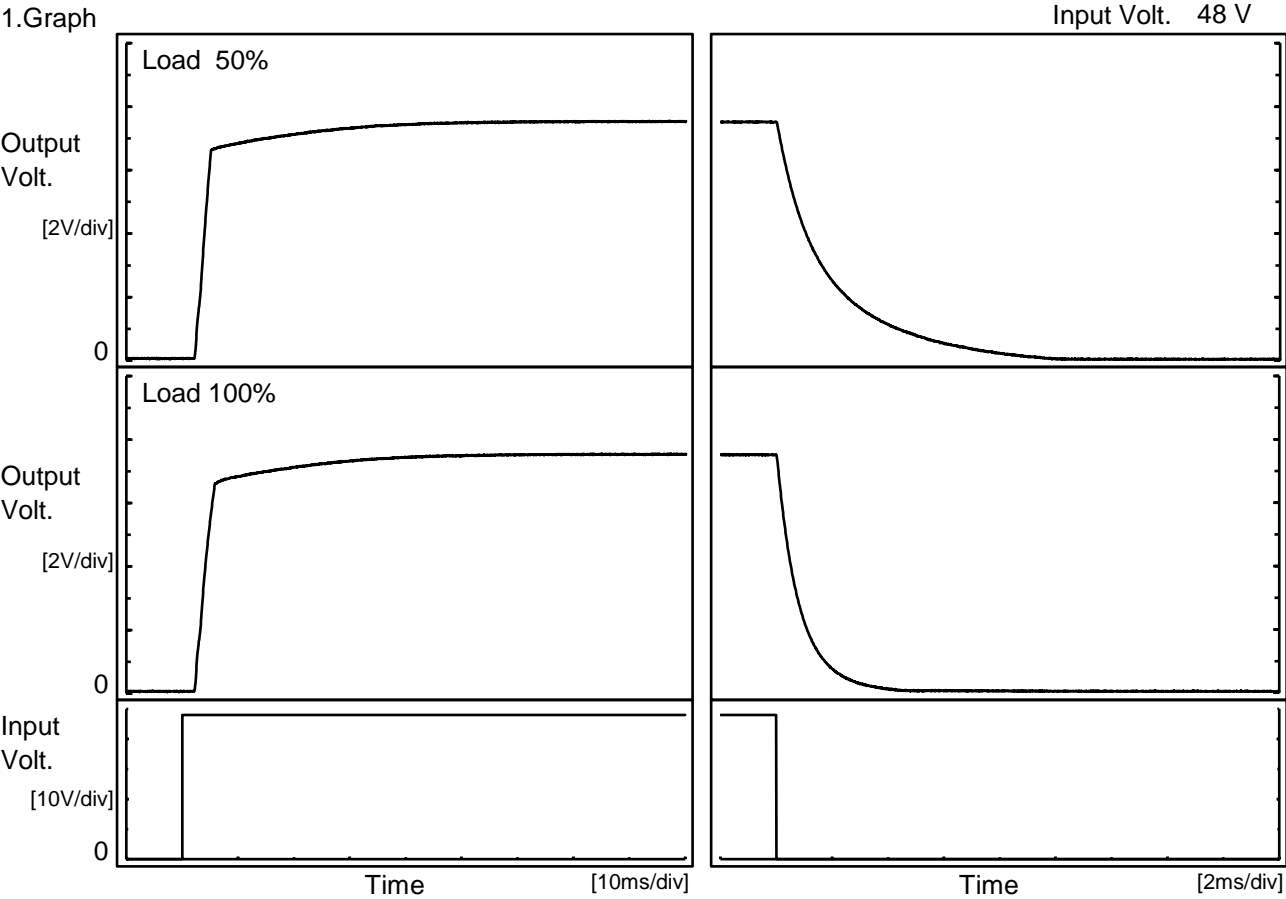 1.Graph
Input Volt. 48 V
Load 50%
Output
Volt.
[2V/div]
0
Load 100%
Output
Volt.
[2V/div]
0
Input
Volt.
[10V/div]
0
Time
[10ms/div]
Time
[2ms/div]